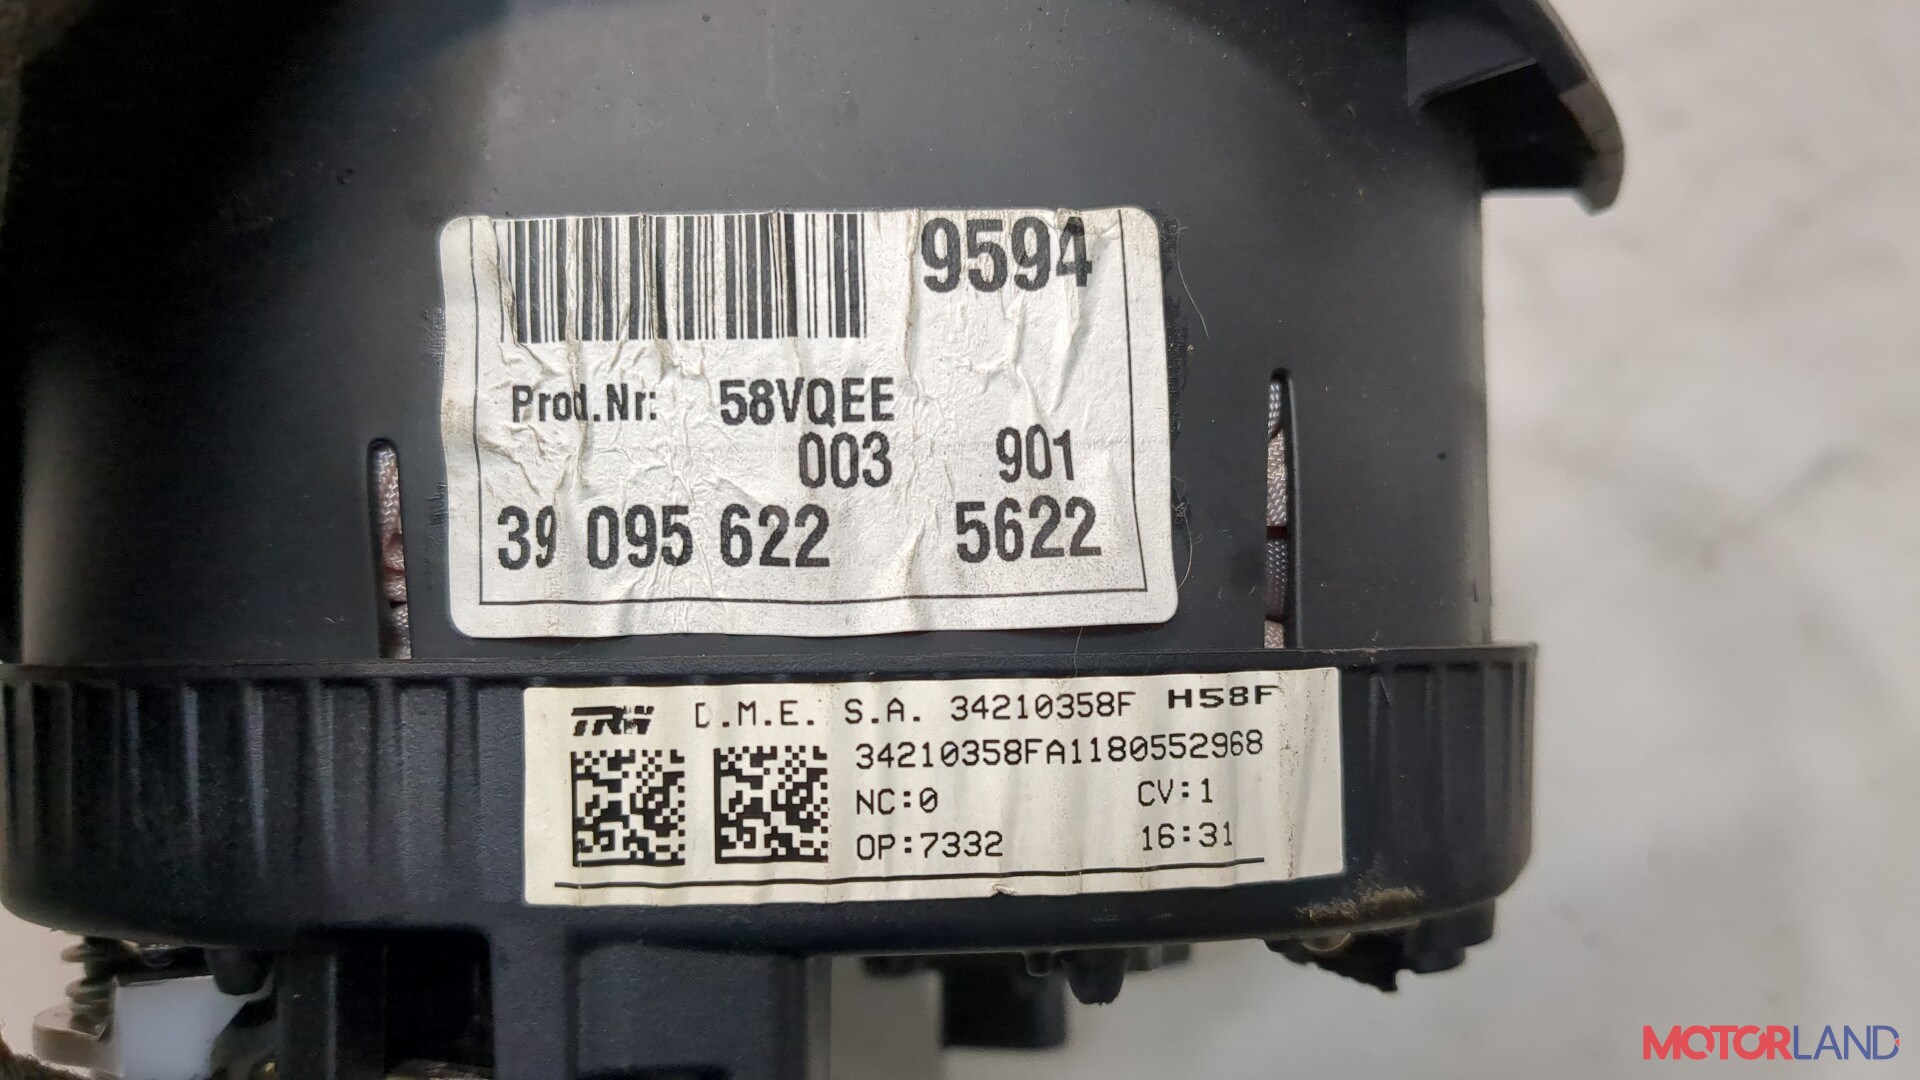 9594
Prod.Nr: 58VQEE
003 901
39 095 622 5622
TRW D.M.E. S.A. 34210358F H58F
34210358FA1180552968
NC:0 CV:1
OP:7332 16:31
MOTORLAND